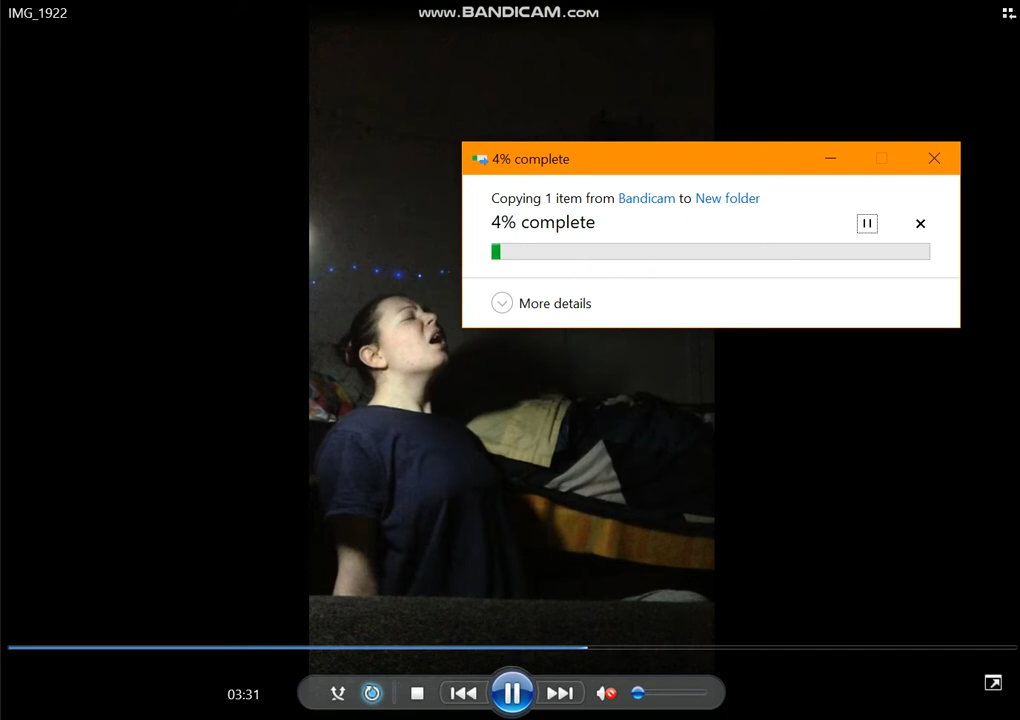 IMG_1922
www.BANDICAM.com
4% complete
Copying 1 item from Bandicam to New folder
4% complete
More details
03:31